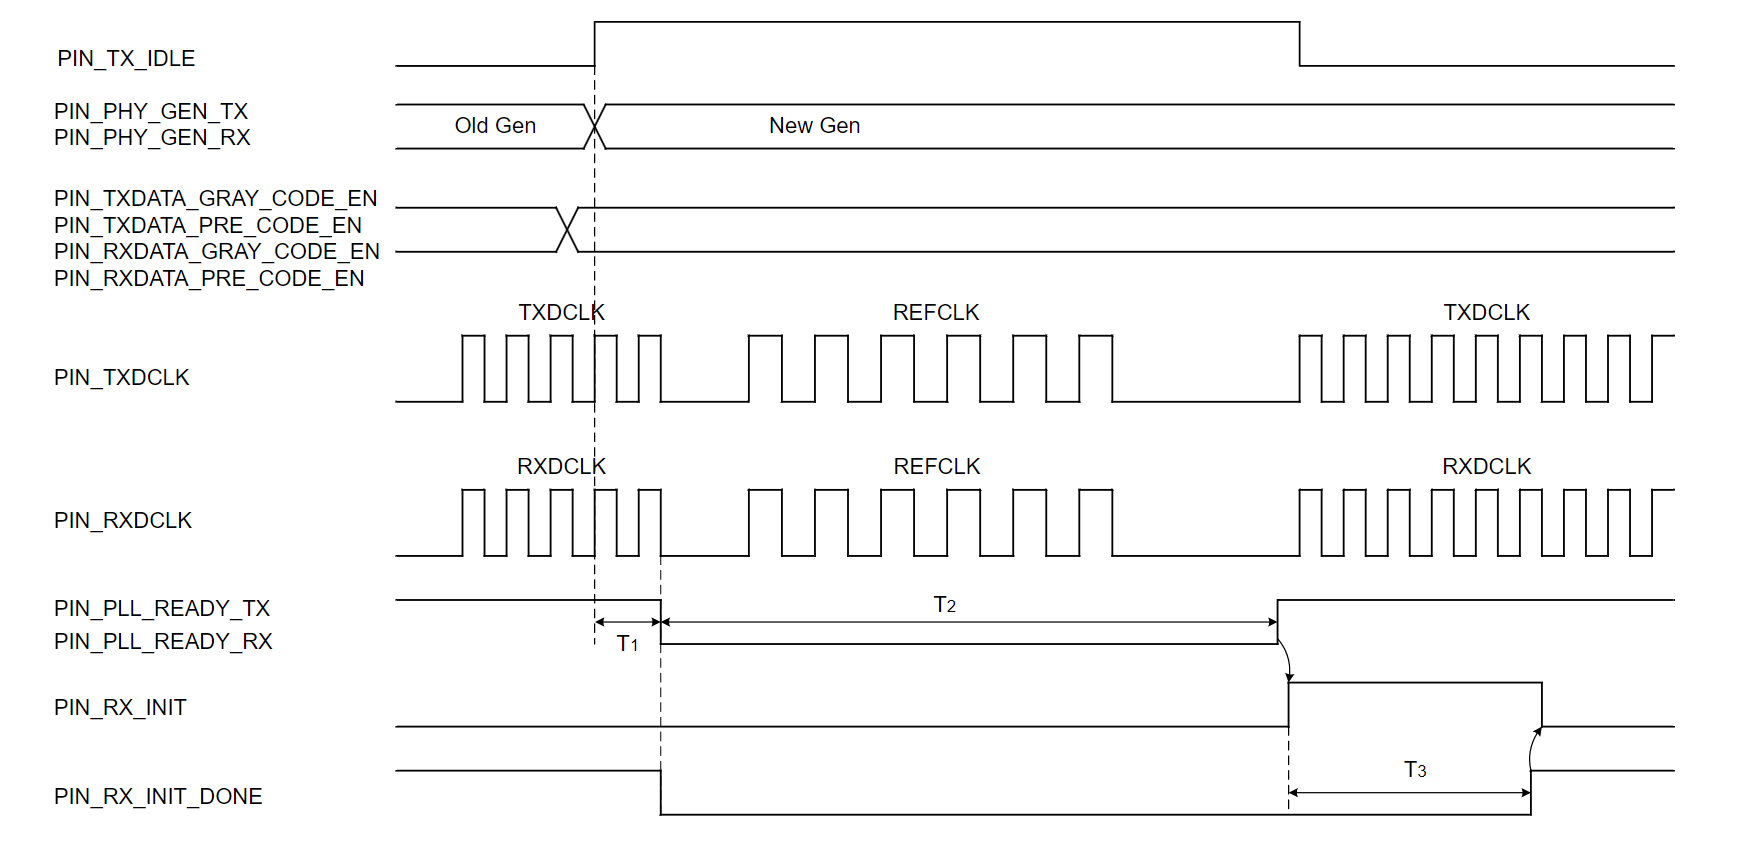 PIN_TX_IDLE
PIN_PHY_GEN_TX
PIN_PHY_GEN_RX
Old Gen
New Gen
PIN_TXDATA_GRAY_CODE_EN
PIN_TXDATA_PRE_CODE_EN
PIN_RXDATA_GRAY_CODE_EN
PIN_RXDATA_PRE_CODE_EN
TXDCLK
REFCLK
TXDCLK
PIN_TXDCLK
RXDCLK
REFCLK
RXDCLK
PIN_RXDCLK
PIN_PLL_READY_TX
T2
PIN_PLL_READY_RX
T1
PIN_RX_INIT
T3
PIN_RX_INIT_DONE